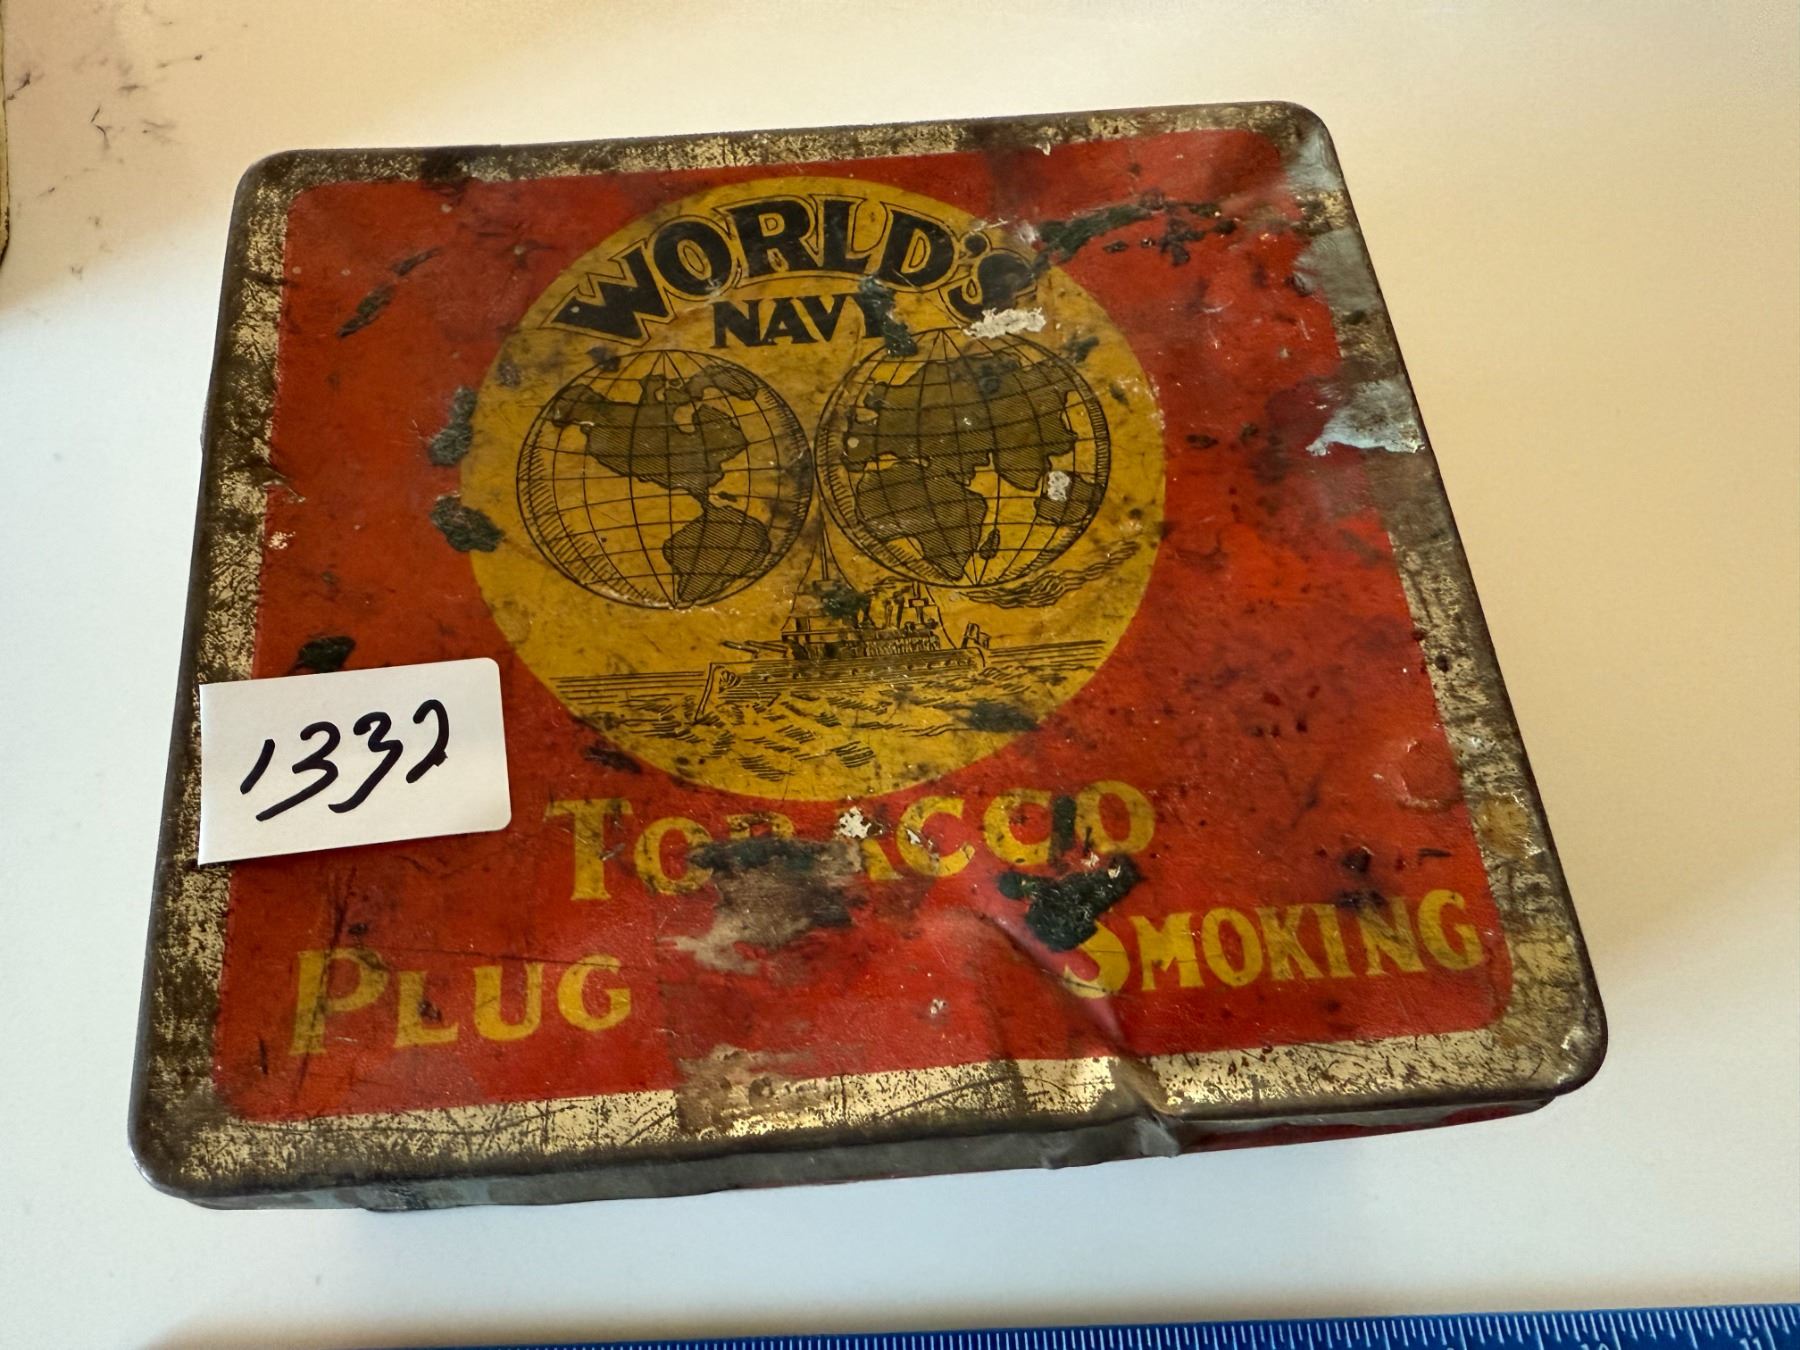 WORLD'S
NAVY
1332
TOBACCO
PLUG SMOKING